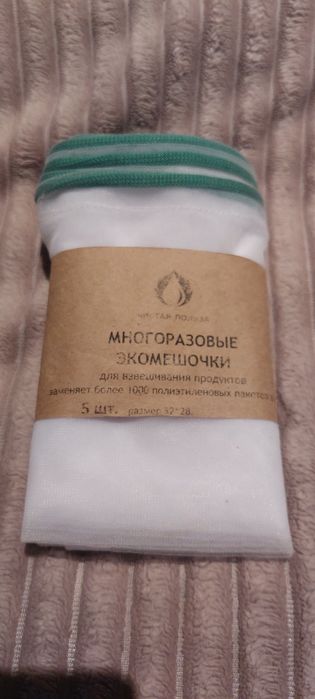 ЧИСТАЯ ПОЛЬЗА
МНОГОРАЗОВЫЕ
ЭКОМЕШОЧКИ
для взвешивания продуктов
заменяет более 1000 полиэтиленовых пакетов
5 шт. размер 32*28.